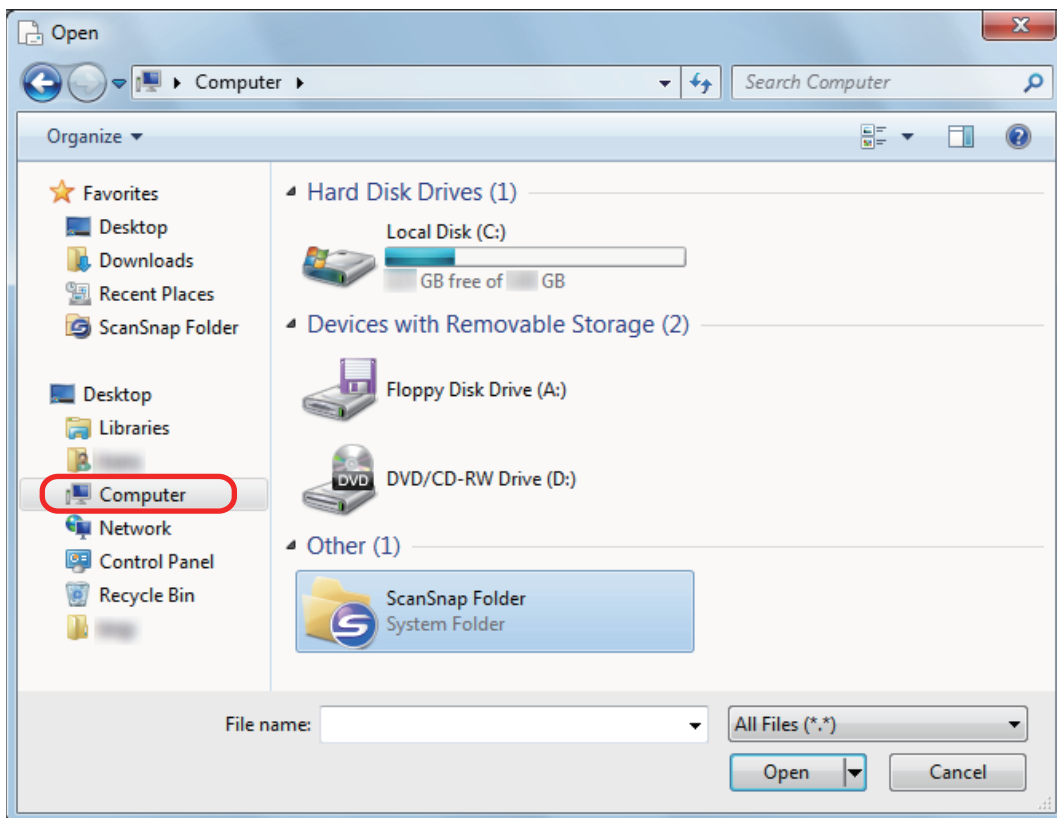 Open
Computer
Search Computer
Organize
Favorites
Desktop
Downloads
Recent Places
ScanSnap Folder
Desktop
Libraries
Computer
Network
Control Panel
Recycle Bin
Hard Disk Drives (1)
Local Disk (C:)
GB free of GB
Devices with Removable Storage (2)
Floppy Disk Drive (A:)
DVD
DVD/CD-RW Drive (D:)
Other (1)
ScanSnap Folder
System Folder
File name:
All Files (*.*)
Open
Cancel